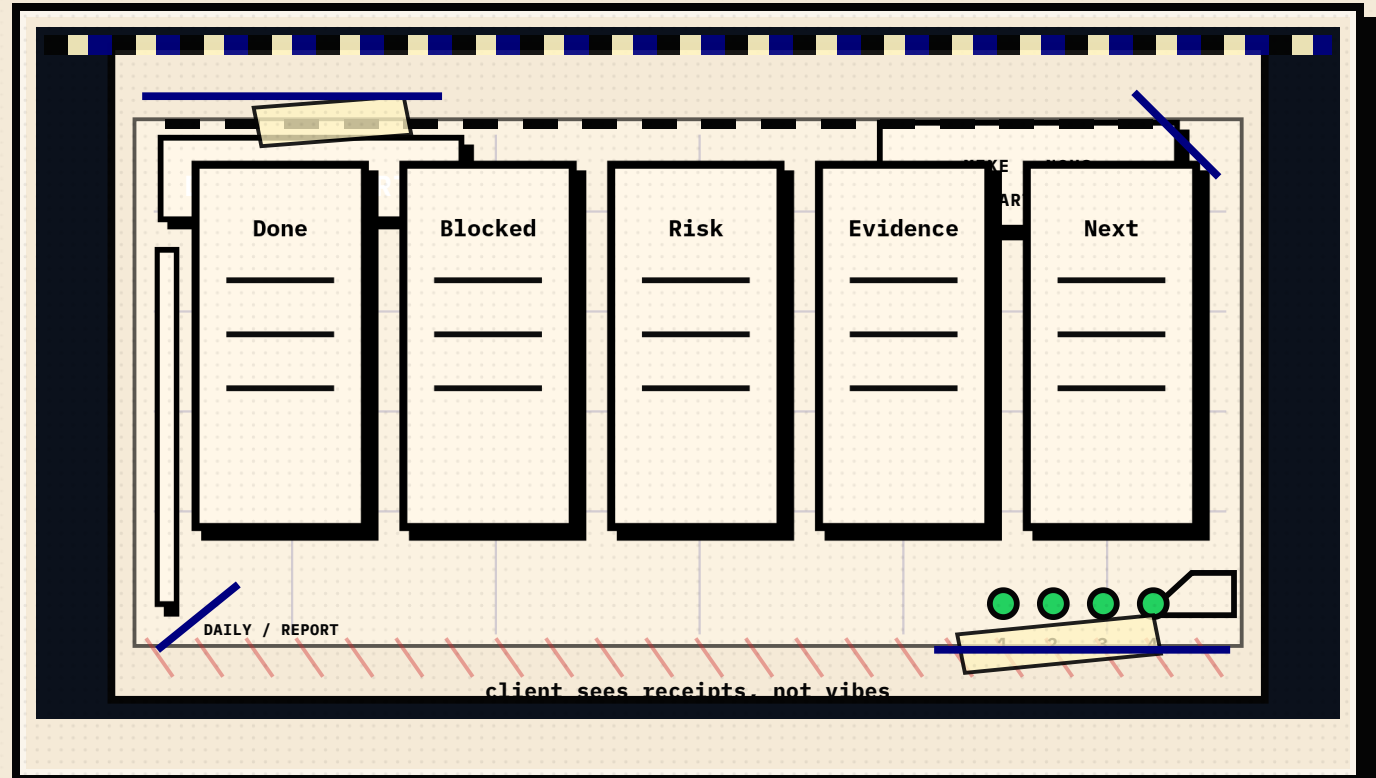 Done
Blocked
Risk
Evidence
Next
DAILY / REPORT
client sees receipts, not vibes